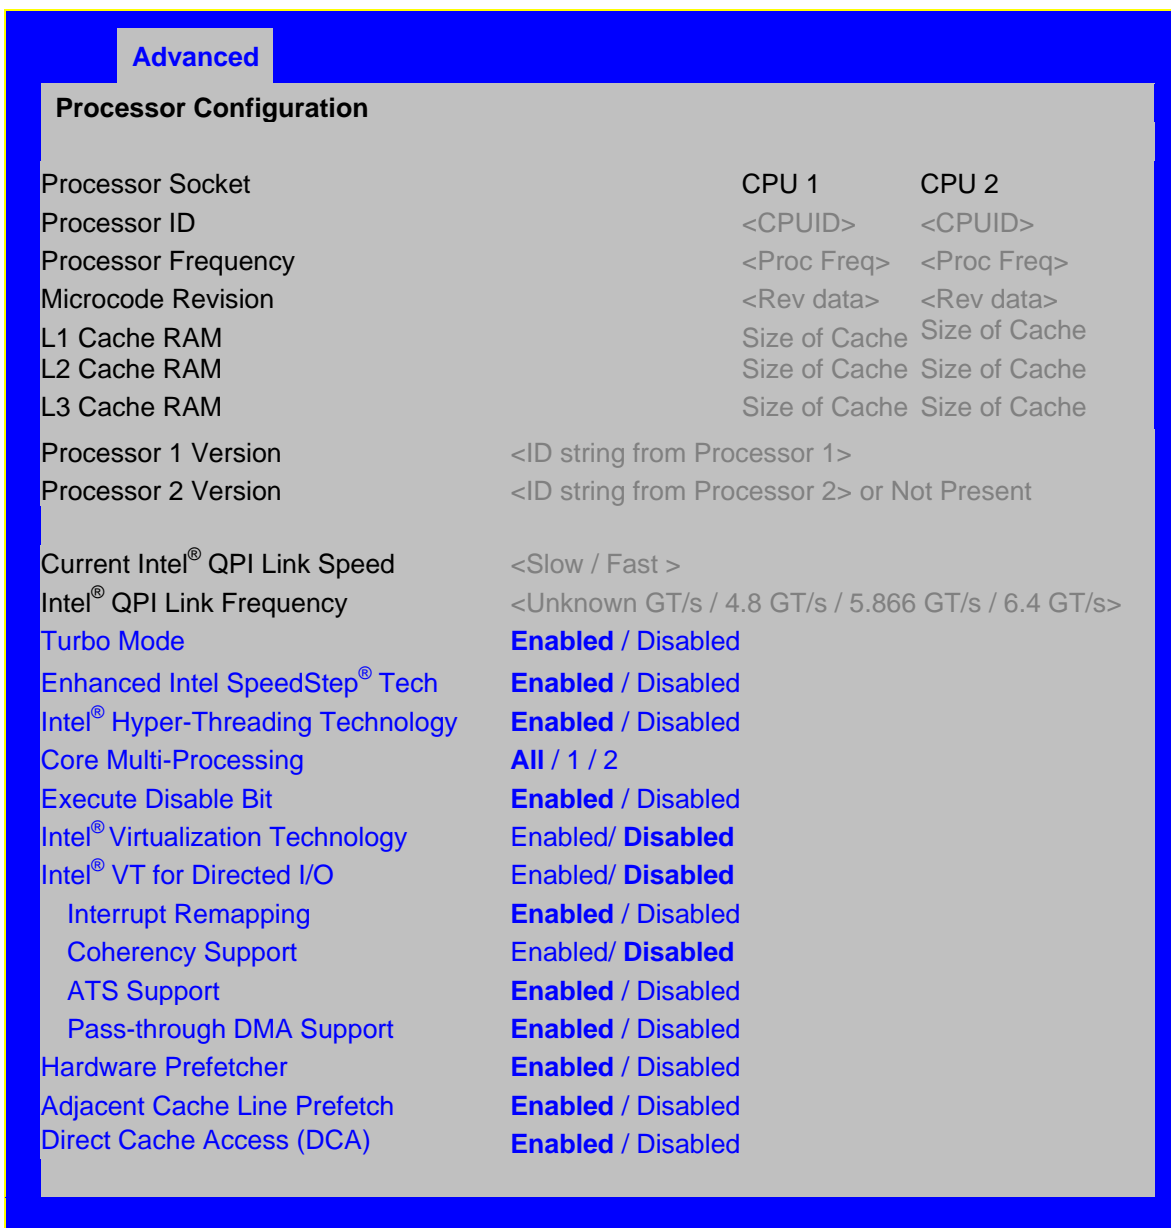 Advanced
Processor Configuration
Processor Socket CPU 1 CPU 2
Processor ID <CPUID> <CPUID>
Processor Frequency <Proc Freq> <Proc Freq>
Microcode Revision <Rev data> <Rev data>
L1 Cache RAM Size of Cache Size of Cache
L2 Cache RAM Size of Cache Size of Cache
L3 Cache RAM Size of Cache Size of Cache
Processor 1 Version <ID string from Processor 1>
Processor 2 Version <ID string from Processor 2> or Not Present
Current Intel® QPI Link Speed <Slow / Fast >
Intel® QPI Link Frequency <Unknown GT/s / 4.8 GT/s / 5.866 GT/s / 6.4 GT/s>
Turbo Mode Enabled / Disabled
Enhanced Intel SpeedStep® Tech Enabled / Disabled
Intel® Hyper-Threading Technology Enabled / Disabled
Core Multi-Processing All / 1 / 2
Execute Disable Bit Enabled / Disabled
Intel® Virtualization Technology Enabled/ Disabled
Intel® VT for Directed I/O Enabled/ Disabled
Interrupt Remapping Enabled / Disabled
Coherency Support Enabled/ Disabled
ATS Support Enabled / Disabled
Pass-through DMA Support Enabled / Disabled
Hardware Prefetcher Enabled / Disabled
Adjacent Cache Line Prefetch Enabled / Disabled
Direct Cache Access (DCA) Enabled / Disabled